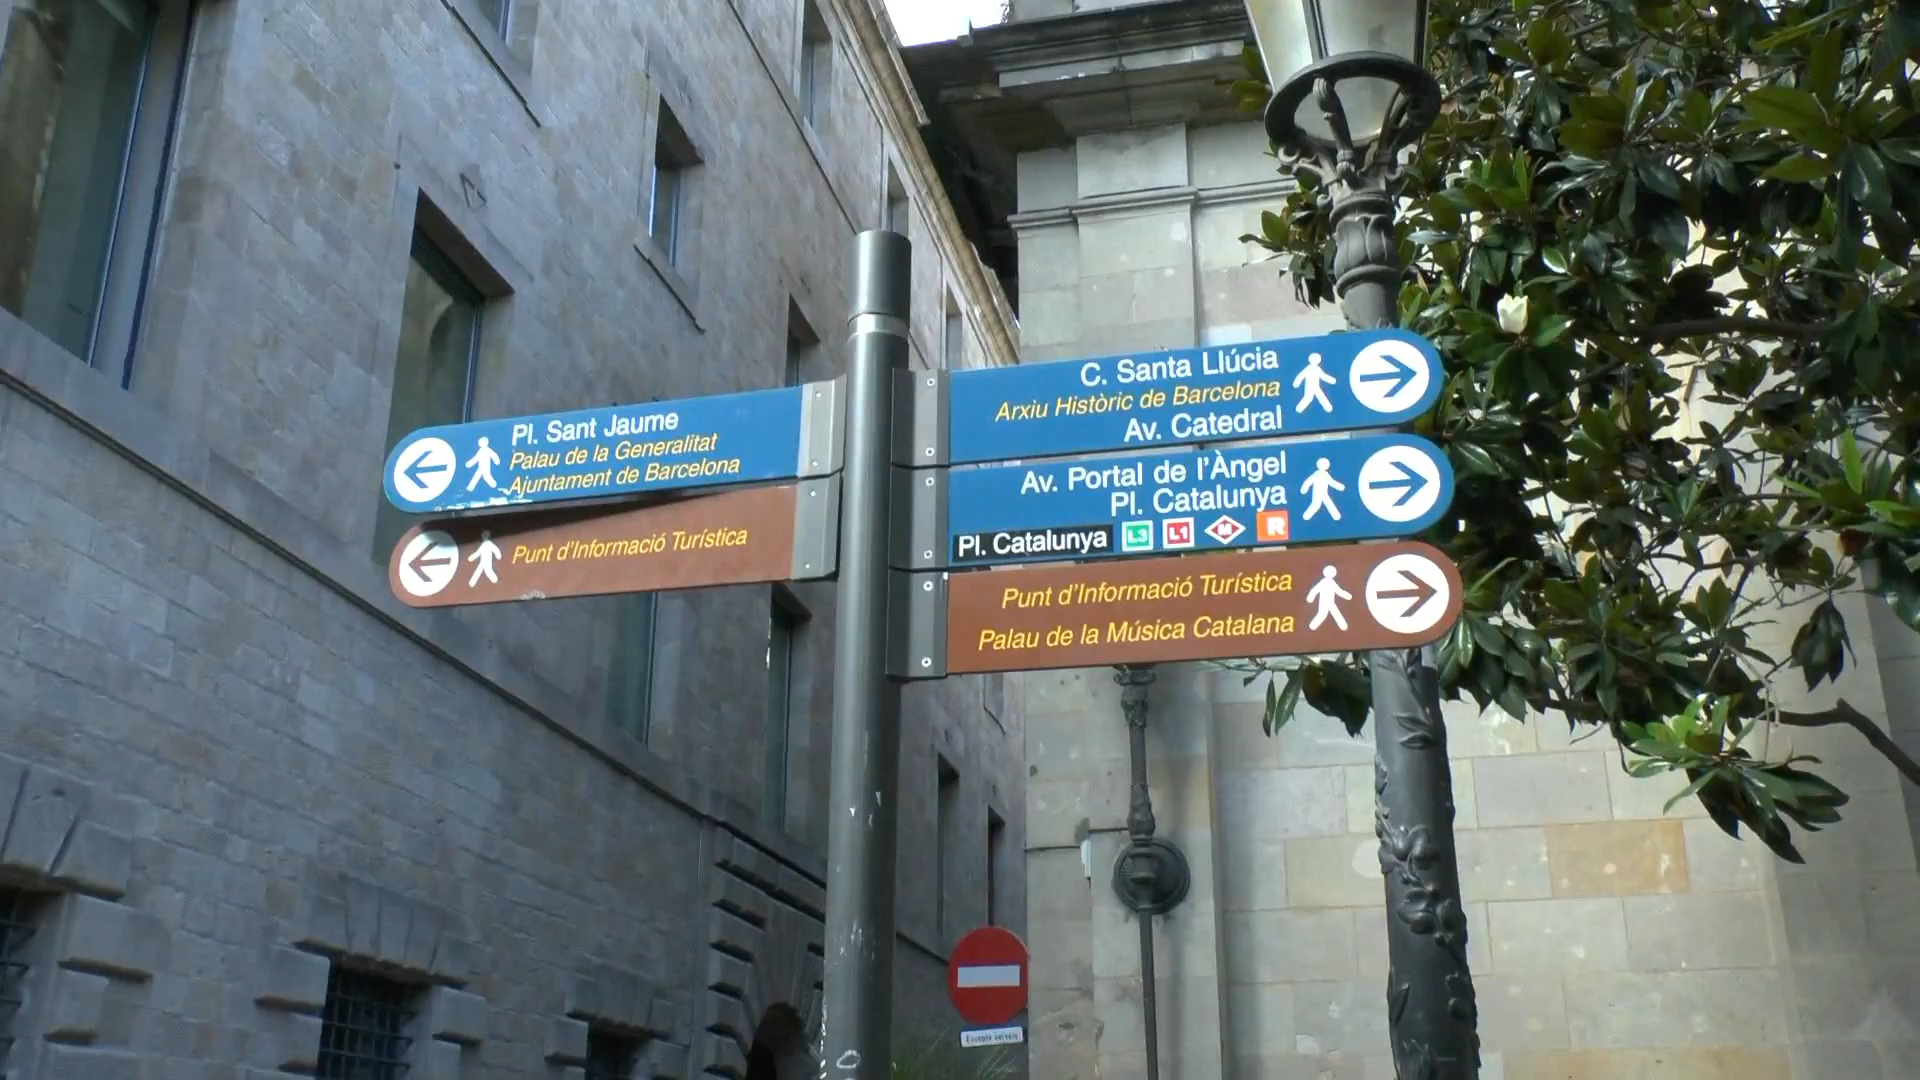 Pl. Sant Jaume
Palau de la Generalitat
Ajuntament de Barcelona
Punt d'Informació Turística
C. Santa Llúcia
Arxiu Històric de Barcelona
Av. Catedral
Av. Portal de l'Àngel
Pl. Catalunya
Pl. Catalunya L3 L1 M R
Punt d'Informació Turística
Palau de la Música Catalana
Excepte serveis